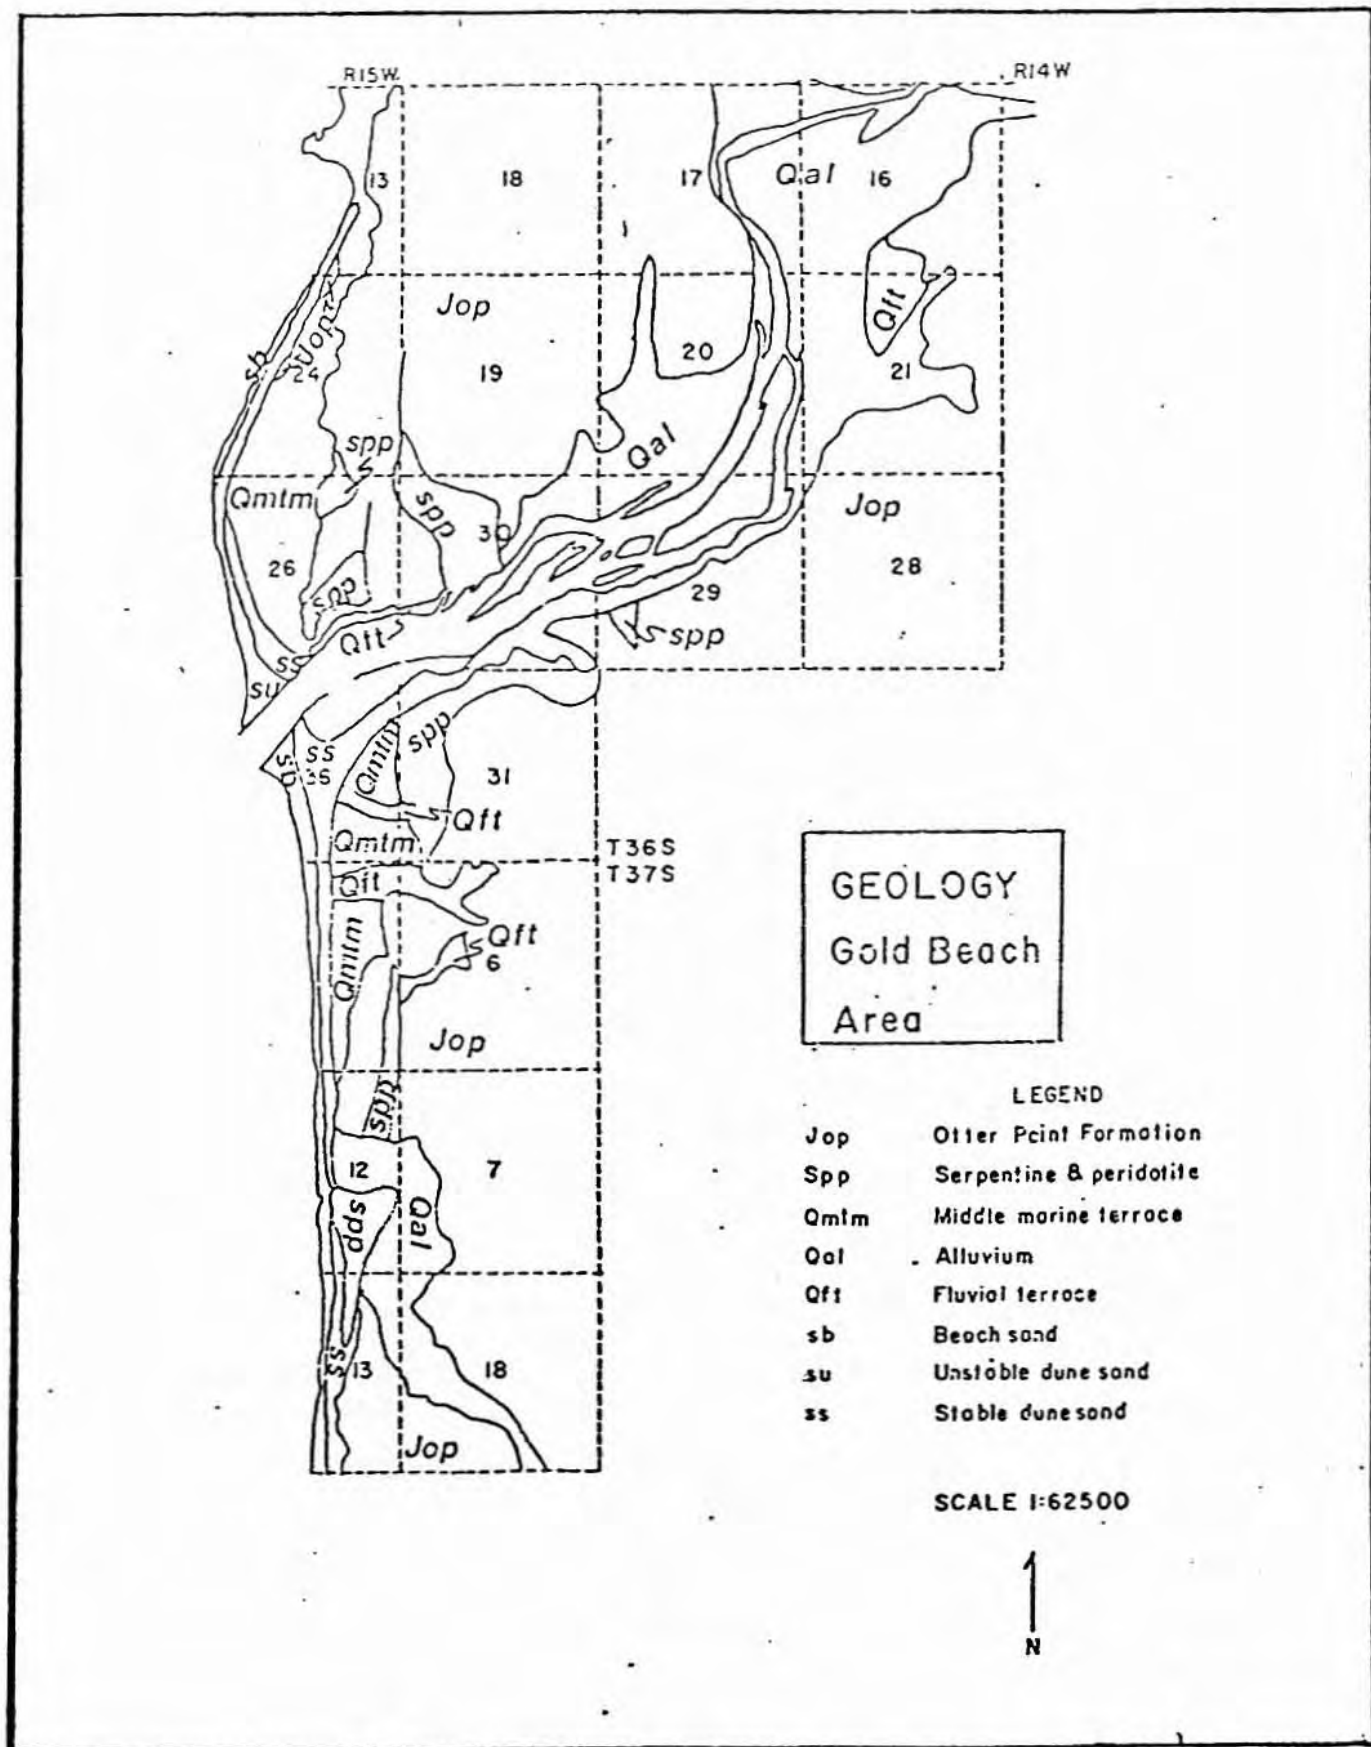 R15W
R14W
13
18
17
Qal
16
Jop
Qft
sb
Jop
24
19
20
21
spp
Qal
Qmtm
spp
30
Jop
26
28
spp
29
Qft
spp
ss
su
ss
sb
36
Qmtm
spp
31
Qft
Qmtm
T36S
T37S
Qft
Qmtm
Qft
6
Jop
spp
12
7
spp
Qal
ss
13
18
Jop
GEOLOGY
Gold Beach
Area
LEGEND
Jop Otter Point Formation
Spp Serpentine & peridotite
Qmtm Middle marine terrace
Qal Alluvium
Qft Fluvial terrace
sb Beach sand
su Unstable dune sand
ss Stable dune sand
SCALE 1:62500
N